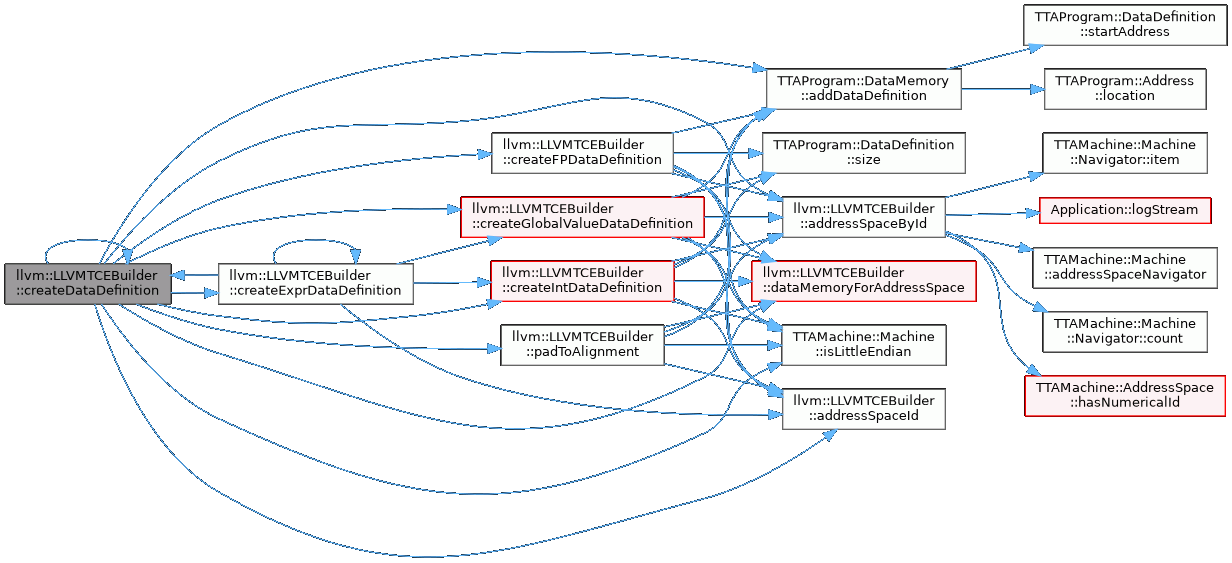 llvm::LLVMTCEBuilder
::createDataDefinition
llvm::LLVMTCEBuilder
::createExprDataDefinition
llvm::LLVMTCEBuilder
::createFPDataDefinition
llvm::LLVMTCEBuilder
::createGlobalValueDataDefinition
llvm::LLVMTCEBuilder
::createIntDataDefinition
llvm::LLVMTCEBuilder
::padToAlignment
TTAProgram::DataMemory
::addDataDefinition
TTAProgram::DataDefinition
::size
llvm::LLVMTCEBuilder
::addressSpaceById
llvm::LLVMTCEBuilder
::dataMemoryForAddressSpace
TTAMachine::Machine
::isLittleEndian
llvm::LLVMTCEBuilder
::addressSpaceId
TTAProgram::DataDefinition
::startAddress
TTAProgram::Address
::location
TTAMachine::Machine
::Navigator::item
Application::logStream
TTAMachine::Machine
::addressSpaceNavigator
TTAMachine::Machine
::Navigator::count
TTAMachine::AddressSpace
::hasNumericalId